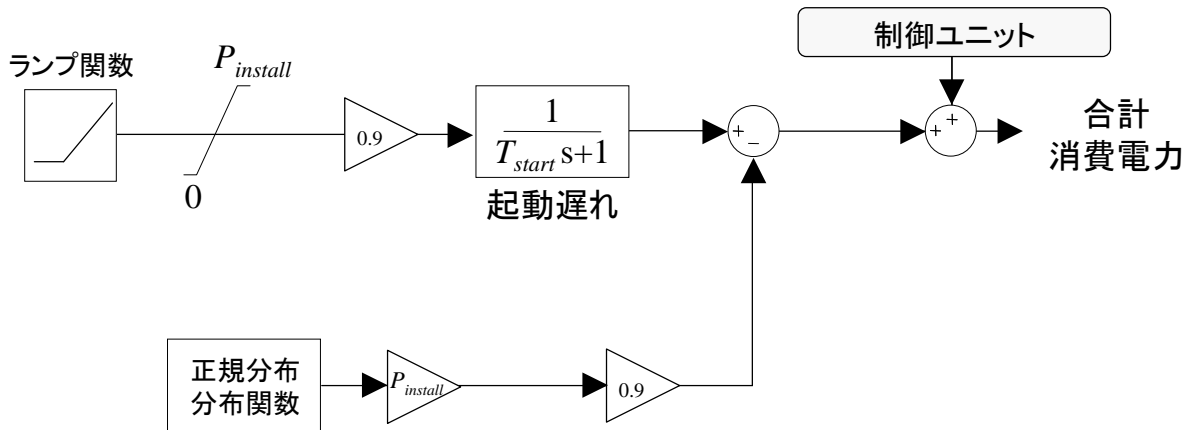 制御ユニット
ランプ関数
P_install
0
0.9
1
T_start s+1
起動遅れ
+
−
+
+
合計
消費電力
正規分布
分布関数
P_install
0.9